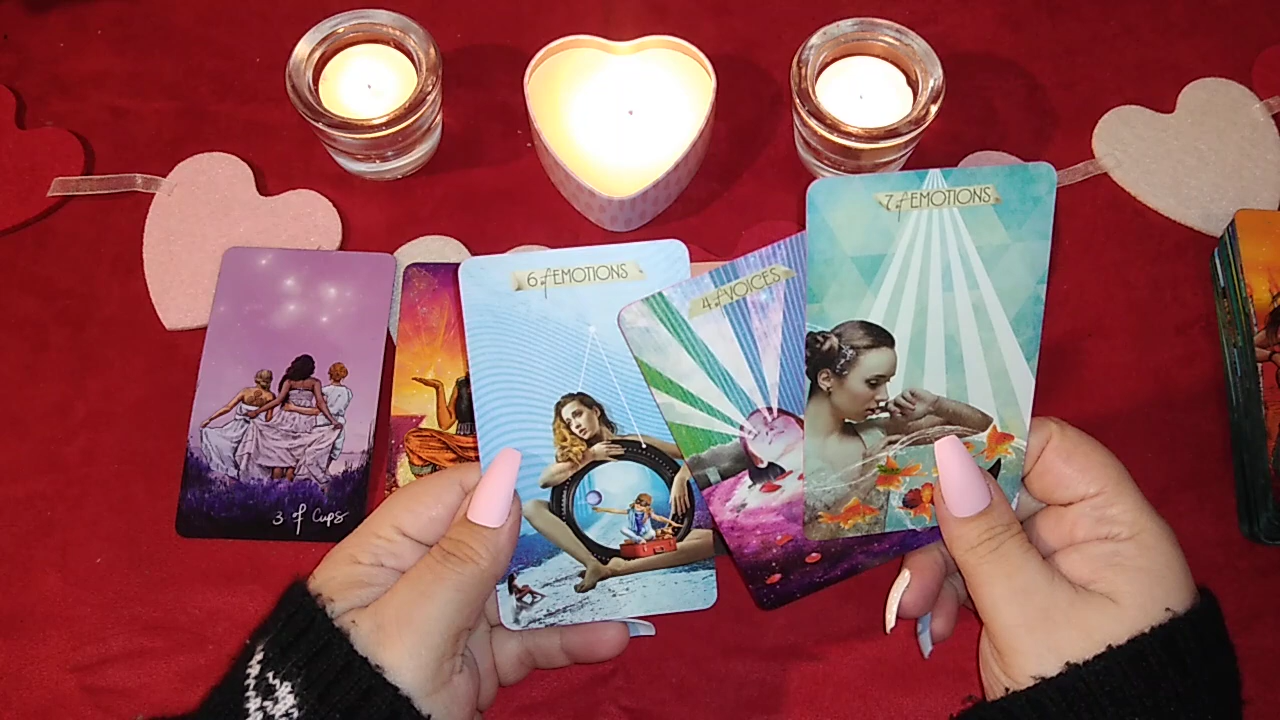 7 of EMOTIONS
6 of EMOTIONS
4 of VOICES
3 of Cups